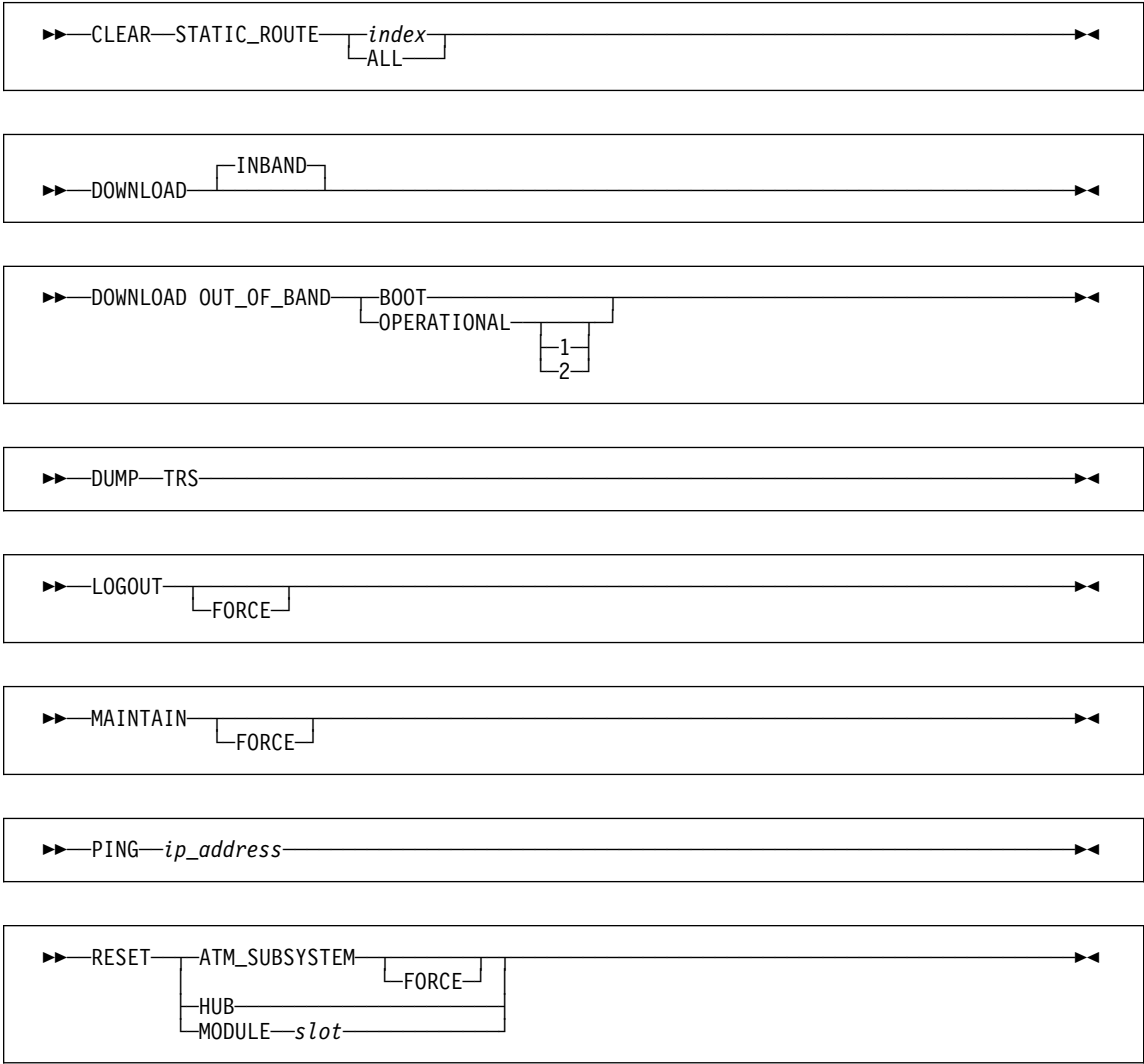 CLEAR STATIC_ROUTE index
ALL
INBAND
DOWNLOAD
DOWNLOAD OUT_OF_BAND BOOT
OPERATIONAL
1
2
DUMP TRS
LOGOUT
FORCE
MAINTAIN
FORCE
PING ip_address
RESET ATM_SUBSYSTEM
FORCE
HUB
MODULE slot